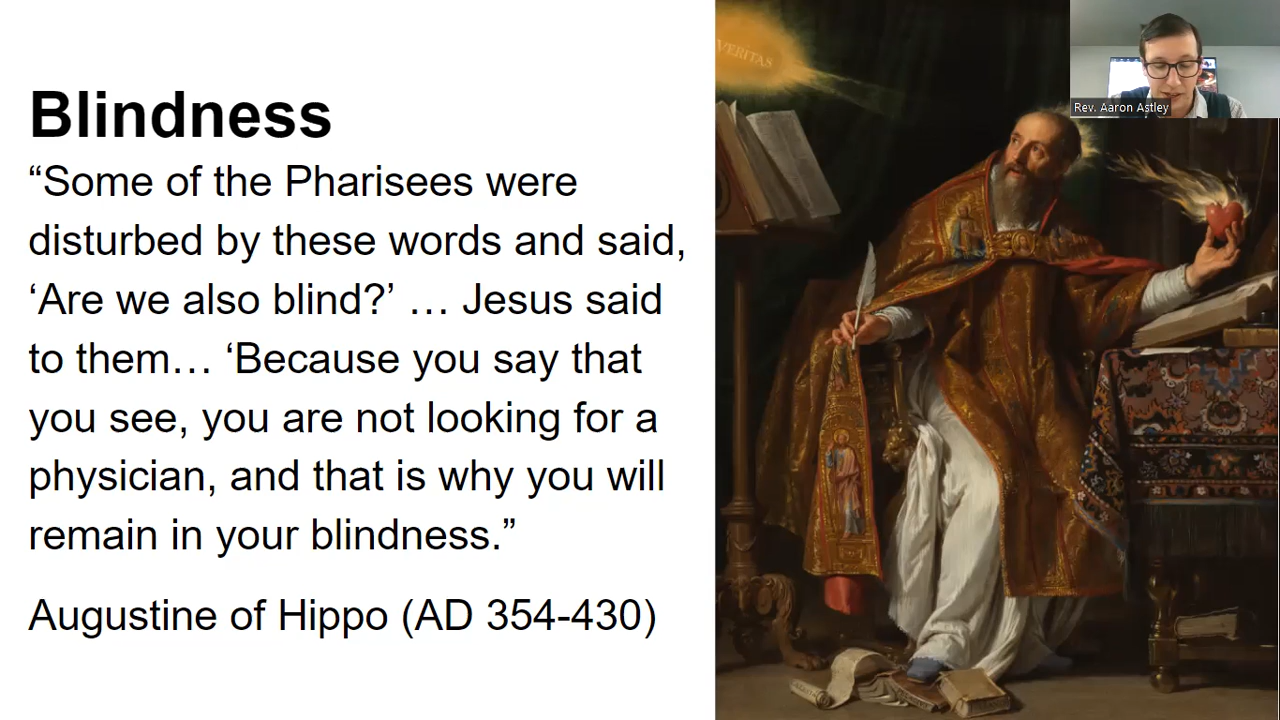 Blindness
“Some of the Pharisees were
disturbed by these words and said,
‘Are we also blind?’ … Jesus said
to them… ‘Because you say that
you see, you are not looking for a
physician, and that is why you will
remain in your blindness.”
Augustine of Hippo (AD 354-430)
VERITAS
Rev. Aaron Astley